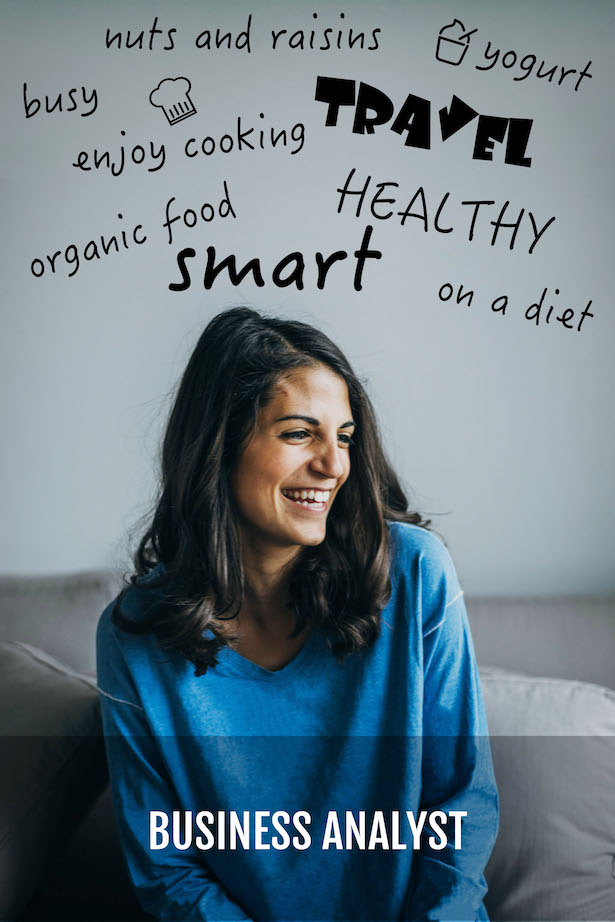 nuts and raisins
yogurt
busy
TRAVEL
enjoy cooking
HEALTHY
organic food
smart
on a diet
BUSINESS ANALYST